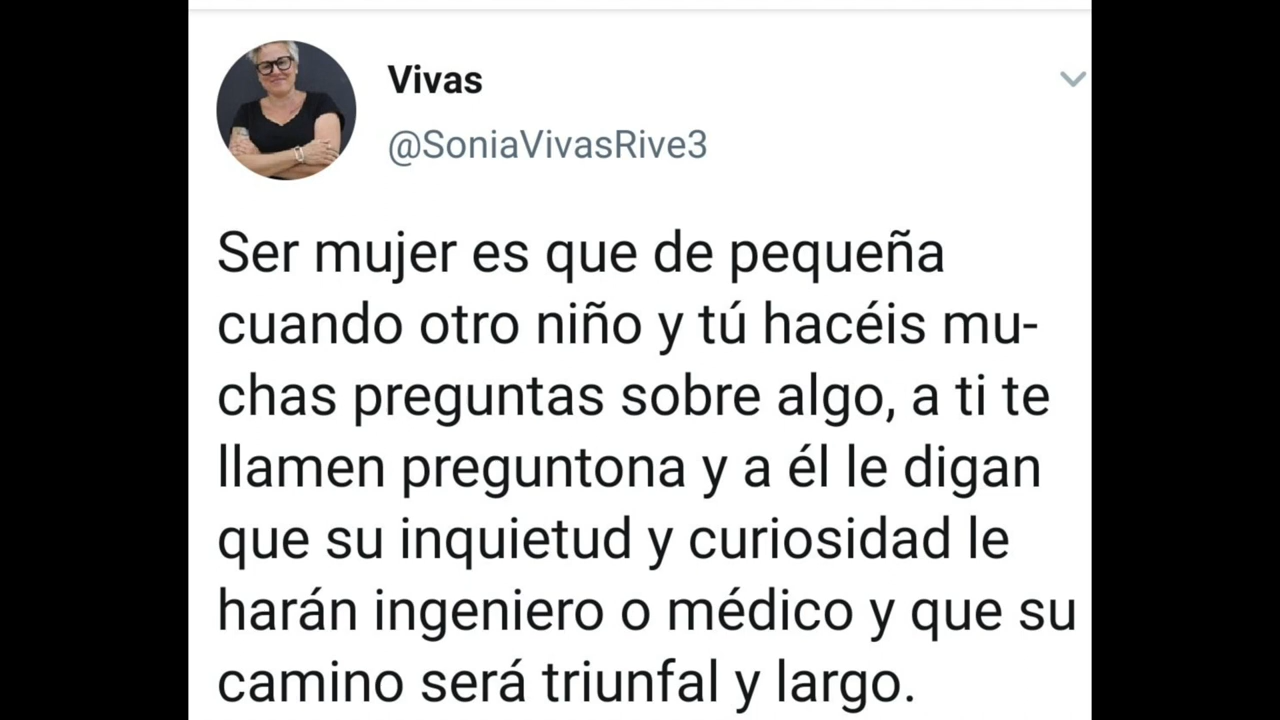 Vivas
@SoniaVivasRive3
Ser mujer es que de pequeña
cuando otro niño y tú hacéis mu-
chas preguntas sobre algo, a ti te
llamen preguntona y a él le digan
que su inquietud y curiosidad le
harán ingeniero o médico y que su
camino será triunfal y largo.